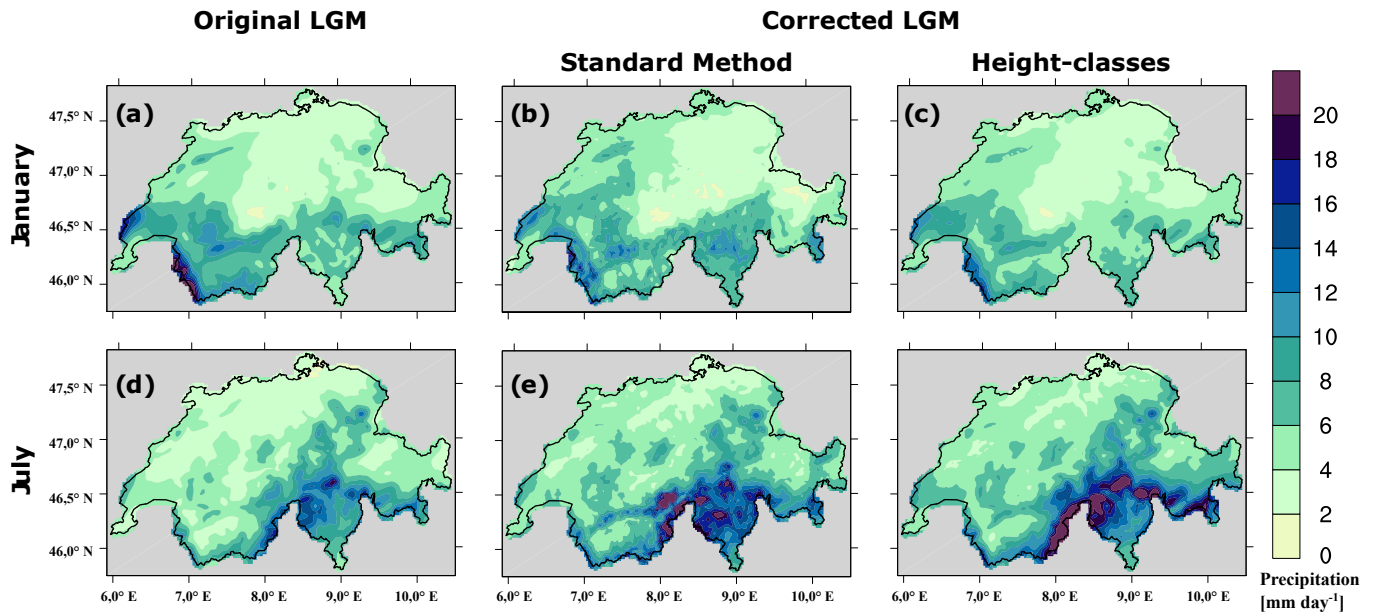 Original LGM
Corrected LGM
Standard Method
Height-classes
January
(a)
(b)
(c)
47,5° N
47,0° N
46,5° N
46,0° N
July
(d)
(e)
47,5° N
47,0° N
46,5° N
46,0° N
6,0° E 7,0° E 8,0° E 9,0° E 10,0° E
6,0° E 7,0° E 8,0° E 9,0° E 10,0° E
6,0° E 7,0° E 8,0° E 9,0° E 10,0° E
20
18
16
14
12
10
8
6
4
2
0
Precipitation
[mm day-1]